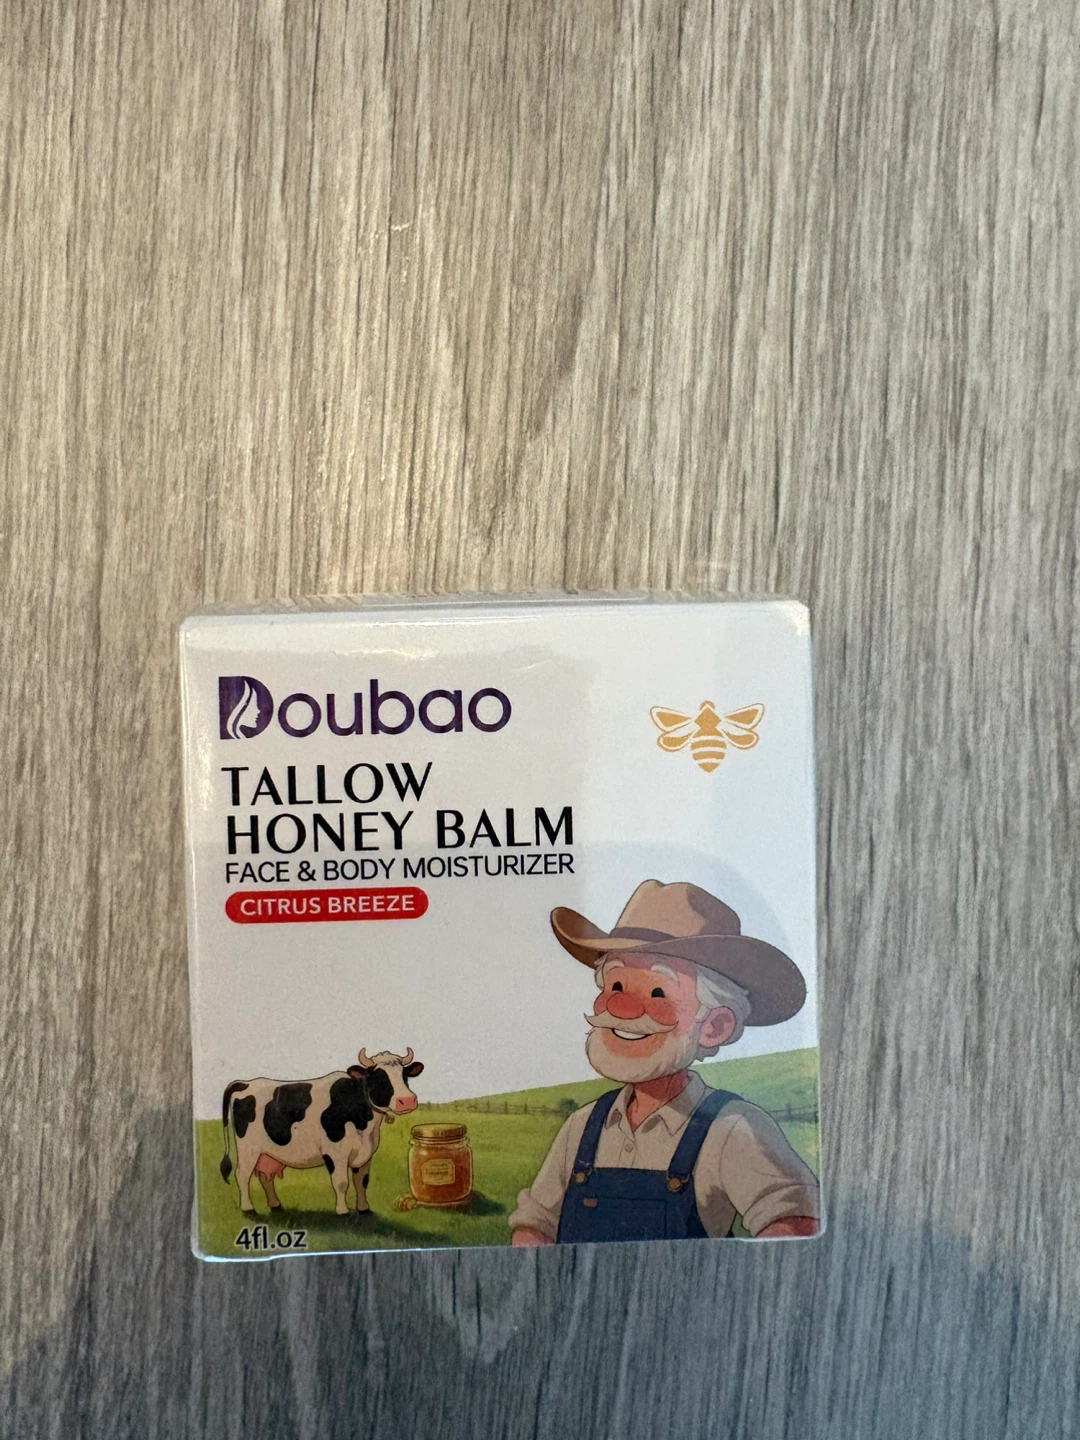 Doubao
TALLOW
HONEY BALM
FACE & BODY MOISTURIZER
CITRUS BREEZE
4fl.oz